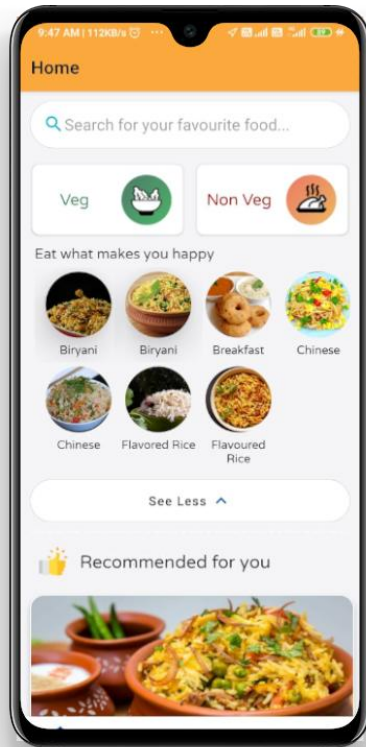 9:47 AM | 112KB/s ...
Home
Search for your favourite food...
Veg
Non Veg
Eat what makes you happy
Biryani
Biryani
Breakfast
Chinese
Chinese
Flavored Rice
Flavoured
Rice
See Less
Recommended for you